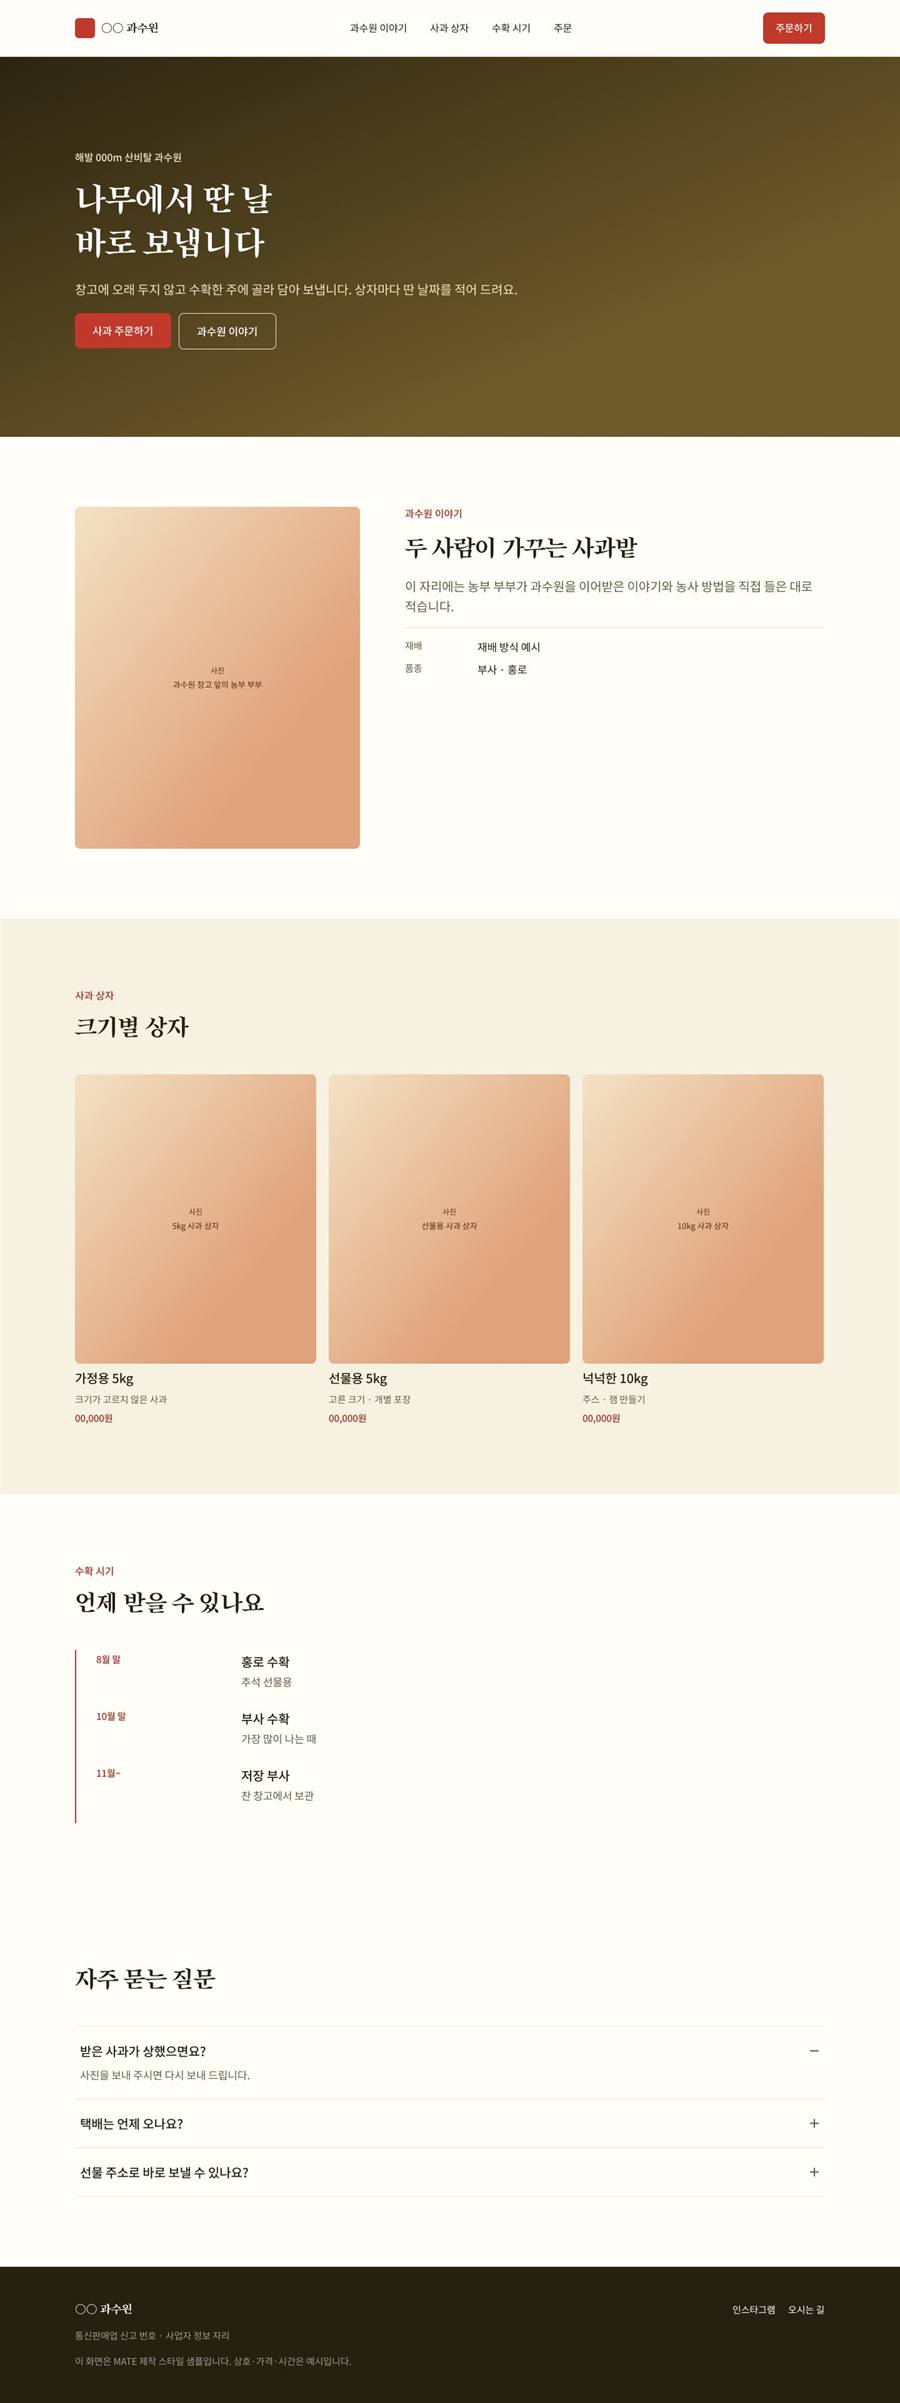 〇〇 과수원
과수원 이야기
사과 상자
수확 시기
주문
주문하기
해발 000m 산비탈 과수원
나무에서 딴 날
바로 보냅니다
창고에 오래 두지 않고 수확한 주에 골라 담아 보냅니다. 상자마다 딴 날짜를 적어 드려요.
사과 주문하기
과수원 이야기
사진
과수원 창고 앞의 농부 부부
과수원 이야기
두 사람이 가꾸는 사과밭
이 자리에는 농부 부부가 과수원을 이어받은 이야기와 농사 방법을 직접 들은 대로
적습니다.
재배 재배 방식 예시
품종 부사 · 홍로
사과 상자
크기별 상자
사진
5kg 사과 상자
가정용 5kg
크기가 고르지 않은 사과
00,000원
사진
선물용 사과 상자
선물용 5kg
고른 크기 · 개별 포장
00,000원
사진
10kg 사과 상자
넉넉한 10kg
주스 · 잼 만들기
00,000원
수확 시기
언제 받을 수 있나요
8월 말
홍로 수확
추석 선물용
10월 말
부사 수확
가장 많이 나는 때
11월~
저장 부사
찬 창고에서 보관
자주 묻는 질문
받은 사과가 상했으면요?
사진을 보내 주시면 다시 보내 드립니다.
택배는 언제 오나요?
선물 주소로 바로 보낼 수 있나요?
〇〇 과수원
통신판매업 신고 번호 · 사업자 정보 자리
이 화면은 MATE 제작 스타일 샘플입니다. 상호·가격·시간은 예시입니다.
인스타그램
오시는 길